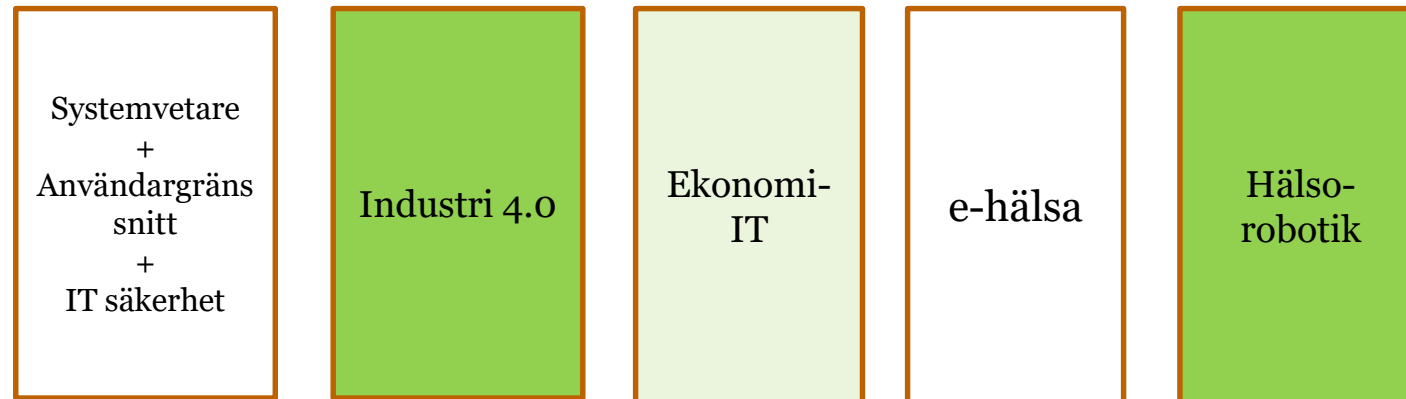 Systemvetare
+
Användargräns
snitt
+
IT säkerhet
Industri 4.0
Ekonomi-
IT
e-hälsa
Hälso-
robotik